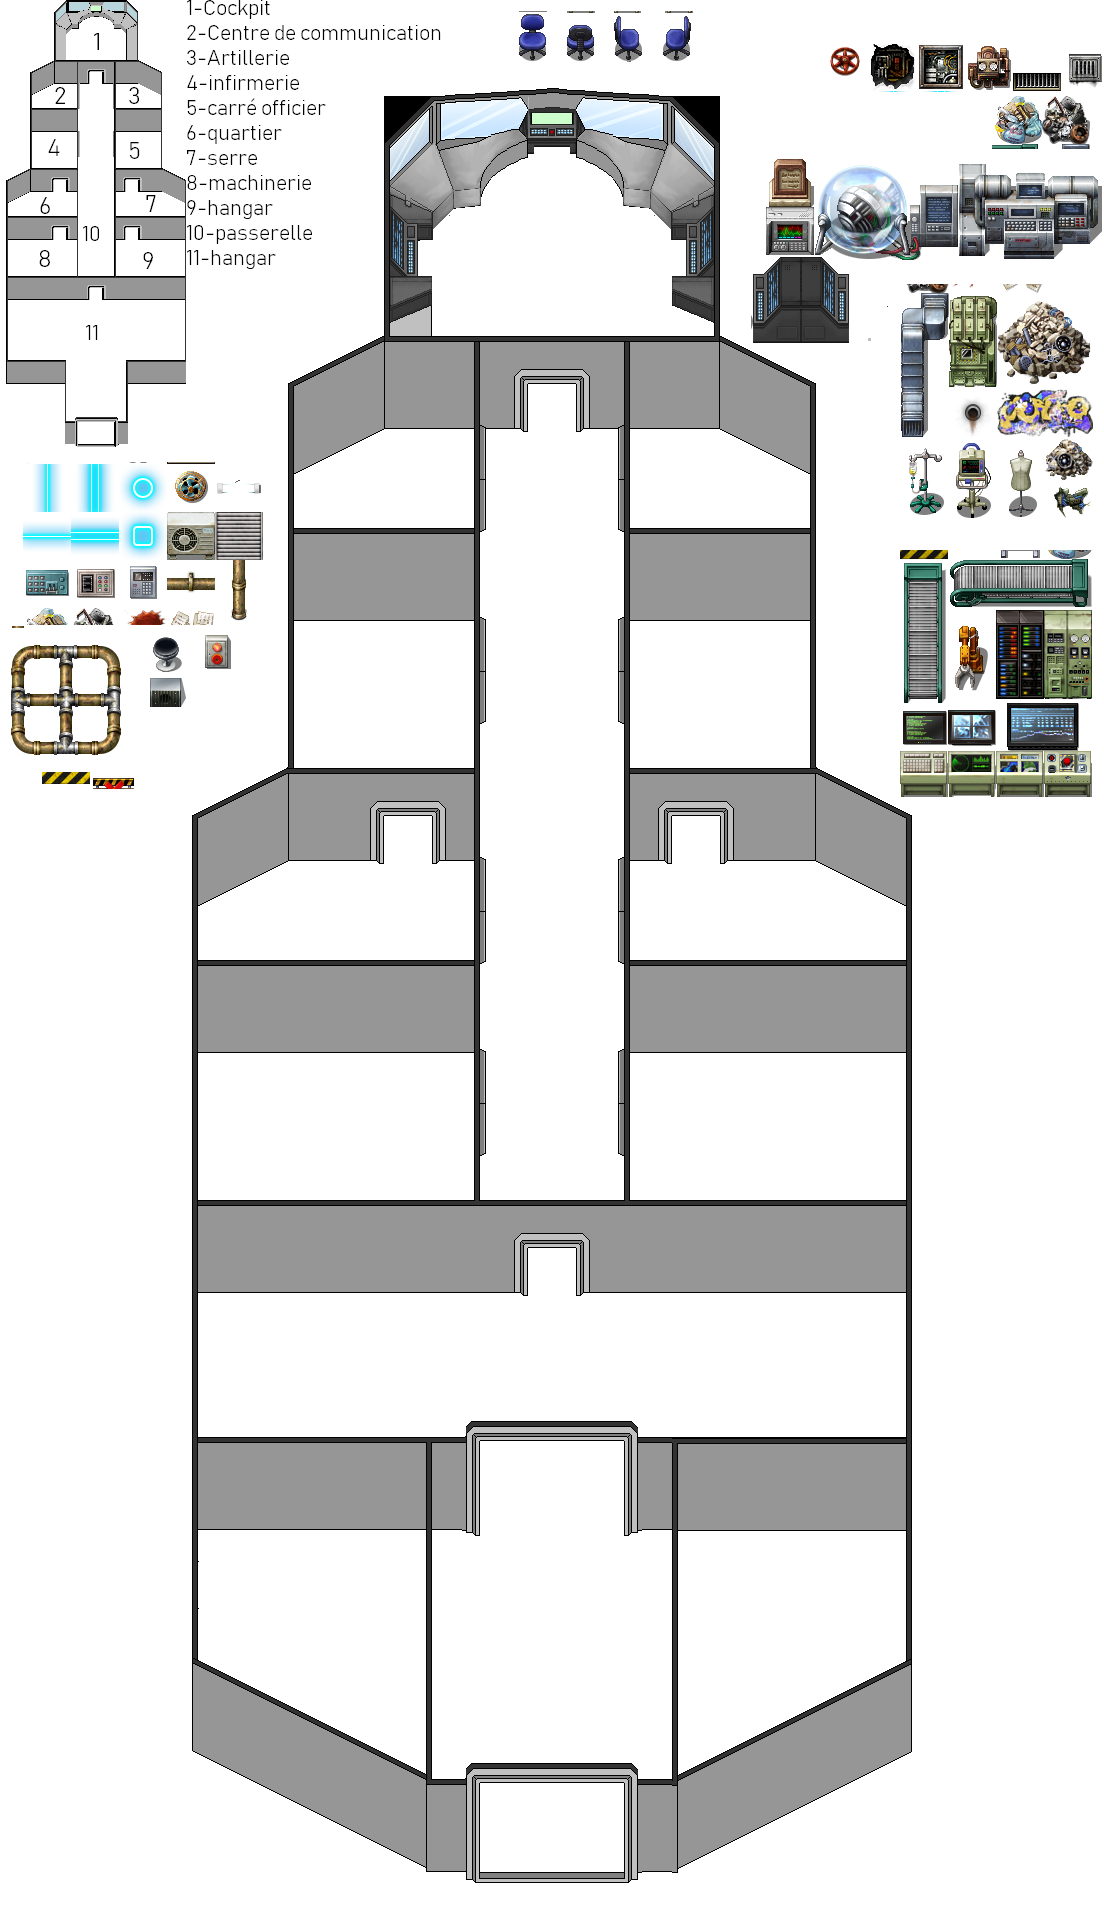 1-Cockpit
2-Centre de communication
3-Artillerie
4-infirmerie
5-carré officier
6-quartier
7-serre
8-machinerie
9-hangar
10-passerelle
11-hangar
1
2
3
4
5
6
7
10
8
9
11